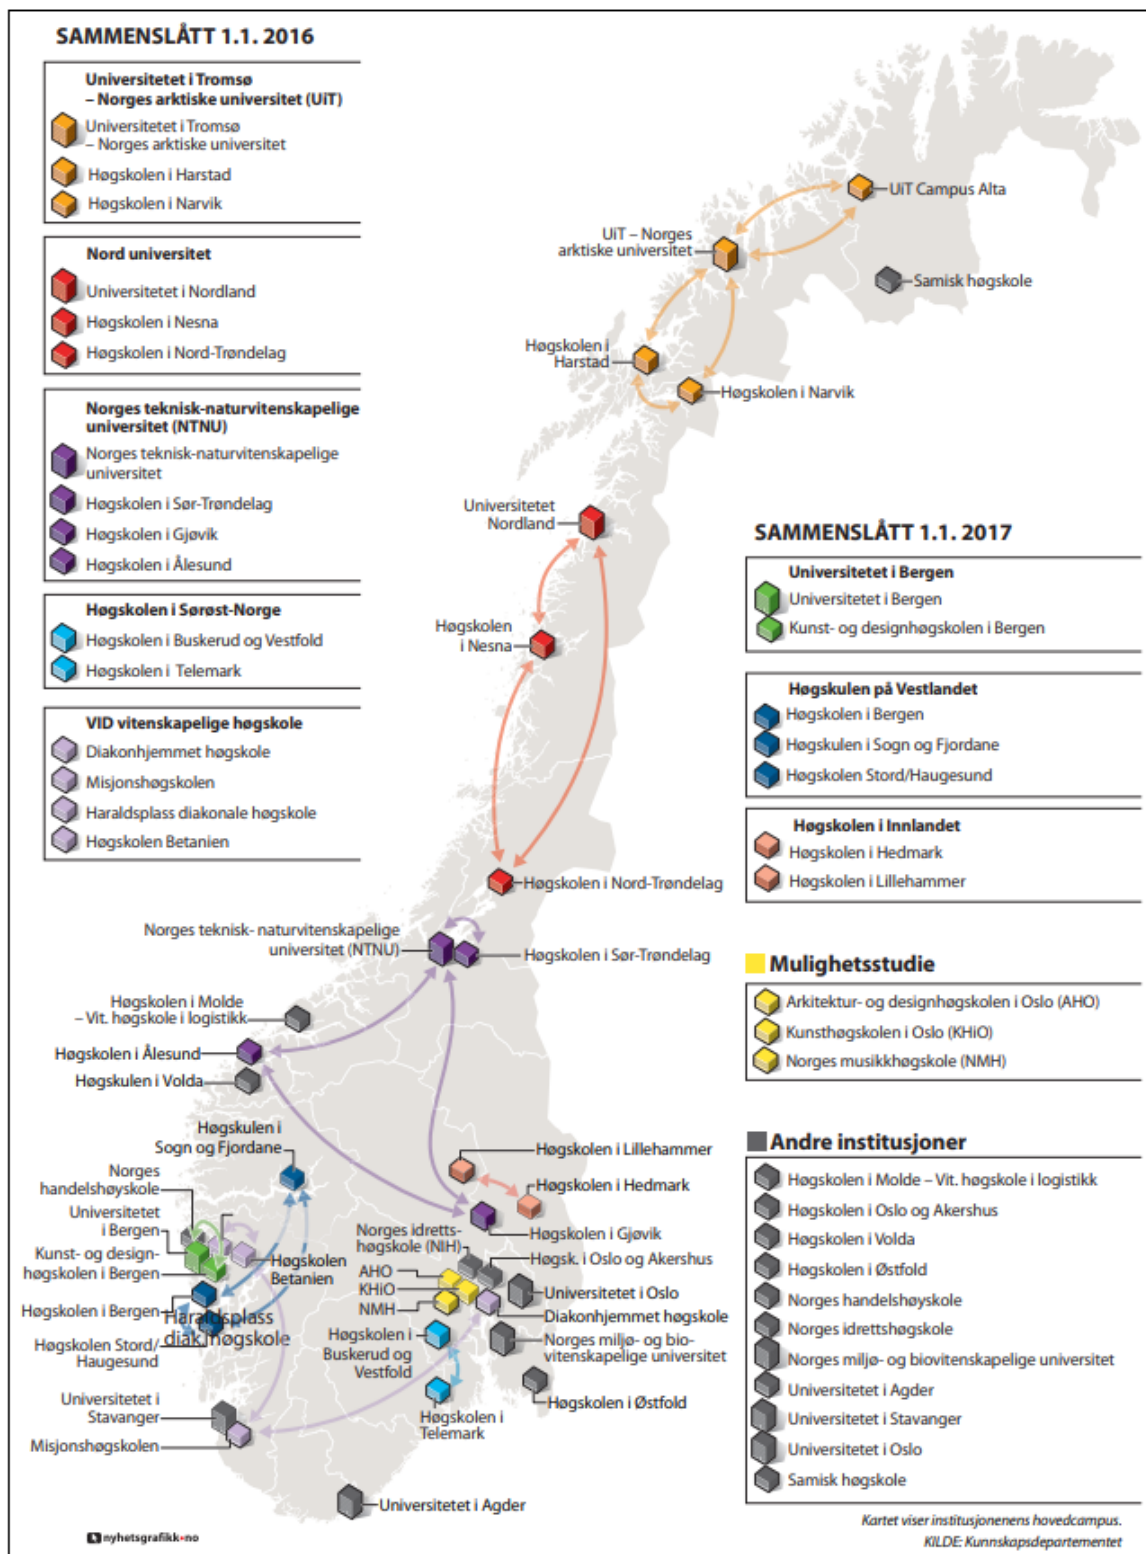 SAMMENSLÅTT 1.1. 2016
Universitetet i Tromsø
– Norges arktiske universitet (UiT)
Universitetet i Tromsø
– Norges arktiske universitet
Høgskolen i Harstad
Høgskolen i Narvik
Nord universitet
Universitetet i Nordland
Høgskolen i Nesna
Høgskolen i Nord-Trøndelag
Norges teknisk-naturvitenskapelige
universitet (NTNU)
Norges teknisk-naturvitenskapelige
universitet
Høgskolen i Sør-Trøndelag
Høgskolen i Gjøvik
Høgskolen i Ålesund
Høgskolen i Sørøst-Norge
Høgskolen i Buskerud og Vestfold
Høgskolen i Telemark
VID vitenskapelige høgskole
Diakonhjemmet høgskole
Misjonshøgskolen
Haraldsplass diakonale høgskole
Høgskolen Betanien
UiT Campus Alta
UiT – Norges
arktiske universitet
Samisk høgskole
Høgskolen i
Harstad
Høgskolen i Narvik
Universitetet
Nordland
Høgskolen
i Nesna
Høgskolen i Nord-Trøndelag
Norges teknisk- naturvitenskapelige
universitet (NTNU)
Høgskolen i Sør-Trøndelag
Høgskolen i Molde
– Vit. høgskole i logistikk
Høgskolen i Ålesund
Høgskulen i Volda
Høgskulen i
Sogn og Fjordane
Norges
handelshøyskole
Universitetet
i Bergen
Kunst- og design-
høgskolen i Bergen
Høgskolen
Betanien
Høgskolen i Bergen
Haraldsplass
diak. høgskole
Høgskolen Stord/
Haugesund
Universitetet i
Stavanger
Misjonshøgskolen
Høgskolen i Lillehammer
Høgskolen i Hedmark
Høgskolen i Gjøvik
Norges idretts-
høgskole (NIH)
Høgsk. i Oslo og Akershus
AHO
KHiO
NMH
Universitetet i Oslo
Diakonhjemmet høgskole
Høgskolen i
Buskerud og
Vestfold
Norges miljø- og bio-
vitenskapelige universitet
Høgskolen i Østfold
Høgskolen i
Telemark
Universitetet i Agder
SAMMENSLÅTT 1.1. 2017
Universitetet i Bergen
Universitetet i Bergen
Kunst- og designhøgskolen i Bergen
Høgskulen på Vestlandet
Høgskolen i Bergen
Høgskulen i Sogn og Fjordane
Høgskolen Stord/Haugesund
Høgskolen i Innlandet
Høgskolen i Hedmark
Høgskolen i Lillehammer
Mulighetsstudie
Arkitektur- og designhøgskolen i Oslo (AHO)
Kunsthøgskolen i Oslo (KHiO)
Norges musikkhøgskole (NMH)
Andre institusjoner
Høgskolen i Molde – Vit. høgskole i logistikk
Høgskolen i Oslo og Akershus
Høgskulen i Volda
Høgskolen i Østfold
Norges handelshøyskole
Norges idrettshøgskole
Norges miljø- og biovitenskapelige universitet
Universitetet i Agder
Universitetet i Stavanger
Universitetet i Oslo
Samisk høgskole
Kartet viser institusjonenens hovedcampus.
KILDE: Kunnskapsdepartementet
nyhetsgrafikk•no